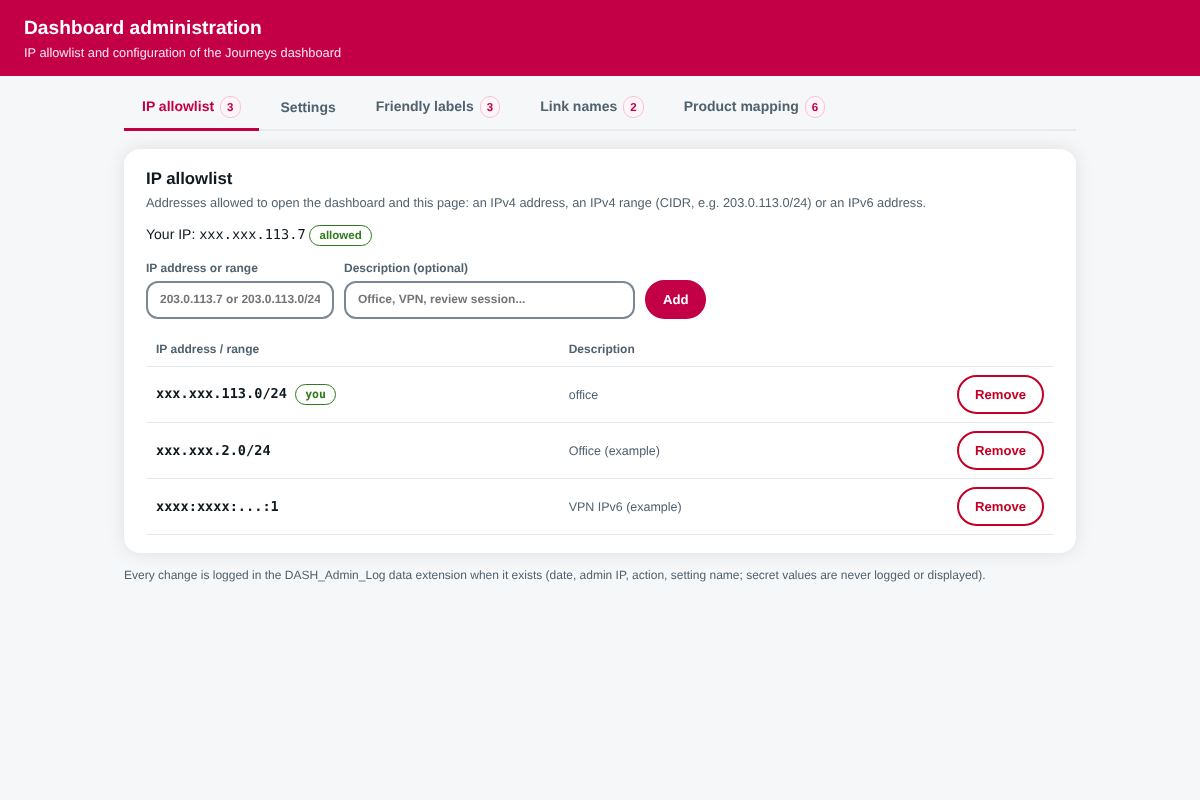 Dashboard administration
IP allowlist and configuration of the Journeys dashboard
IP allowlist 3 Settings Friendly labels 3 Link names 2 Product mapping 6
IP allowlist
Addresses allowed to open the dashboard and this page: an IPv4 address, an IPv4 range (CIDR, e.g. 203.0.113.0/24) or an IPv6 address.
Your IP: xxx.xxx.113.7 allowed
IP address or range Description (optional)
203.0.113.7 or 203.0.113.0/24 Office, VPN, review session... Add
IP address / range Description
xxx.xxx.113.0/24 you office Remove
xxx.xxx.2.0/24 Office (example) Remove
xxxx:xxxx:...:1 VPN IPv6 (example) Remove
Every change is logged in the DASH_Admin_Log data extension when it exists (date, admin IP, action, setting name; secret values are never logged or displayed).